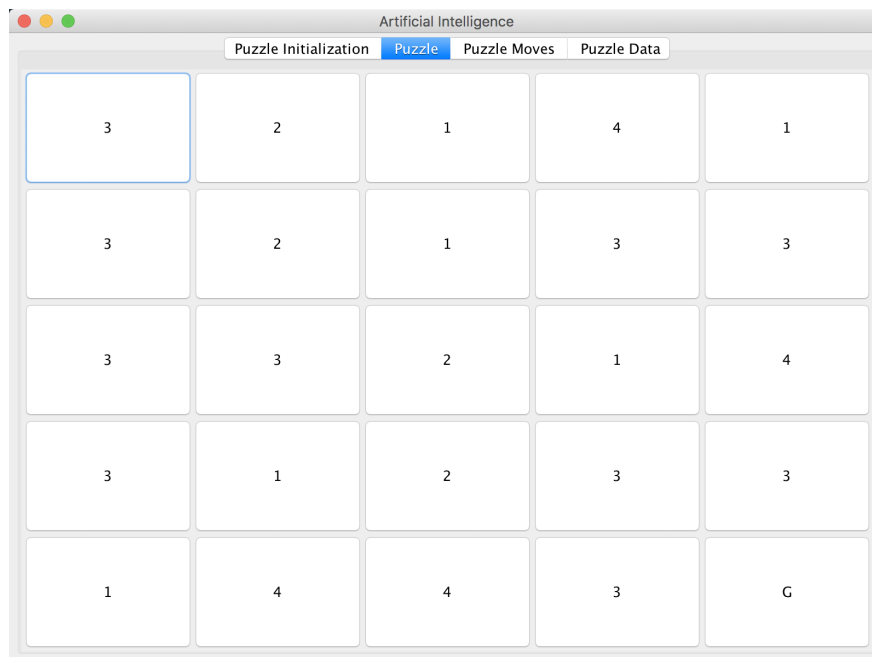 Artificial Intelligence
Puzzle Initialization Puzzle Puzzle Moves Puzzle Data
3 2 1 4 1
3 2 1 3 3
3 3 2 1 4
3 1 2 3 3
1 4 4 3 G